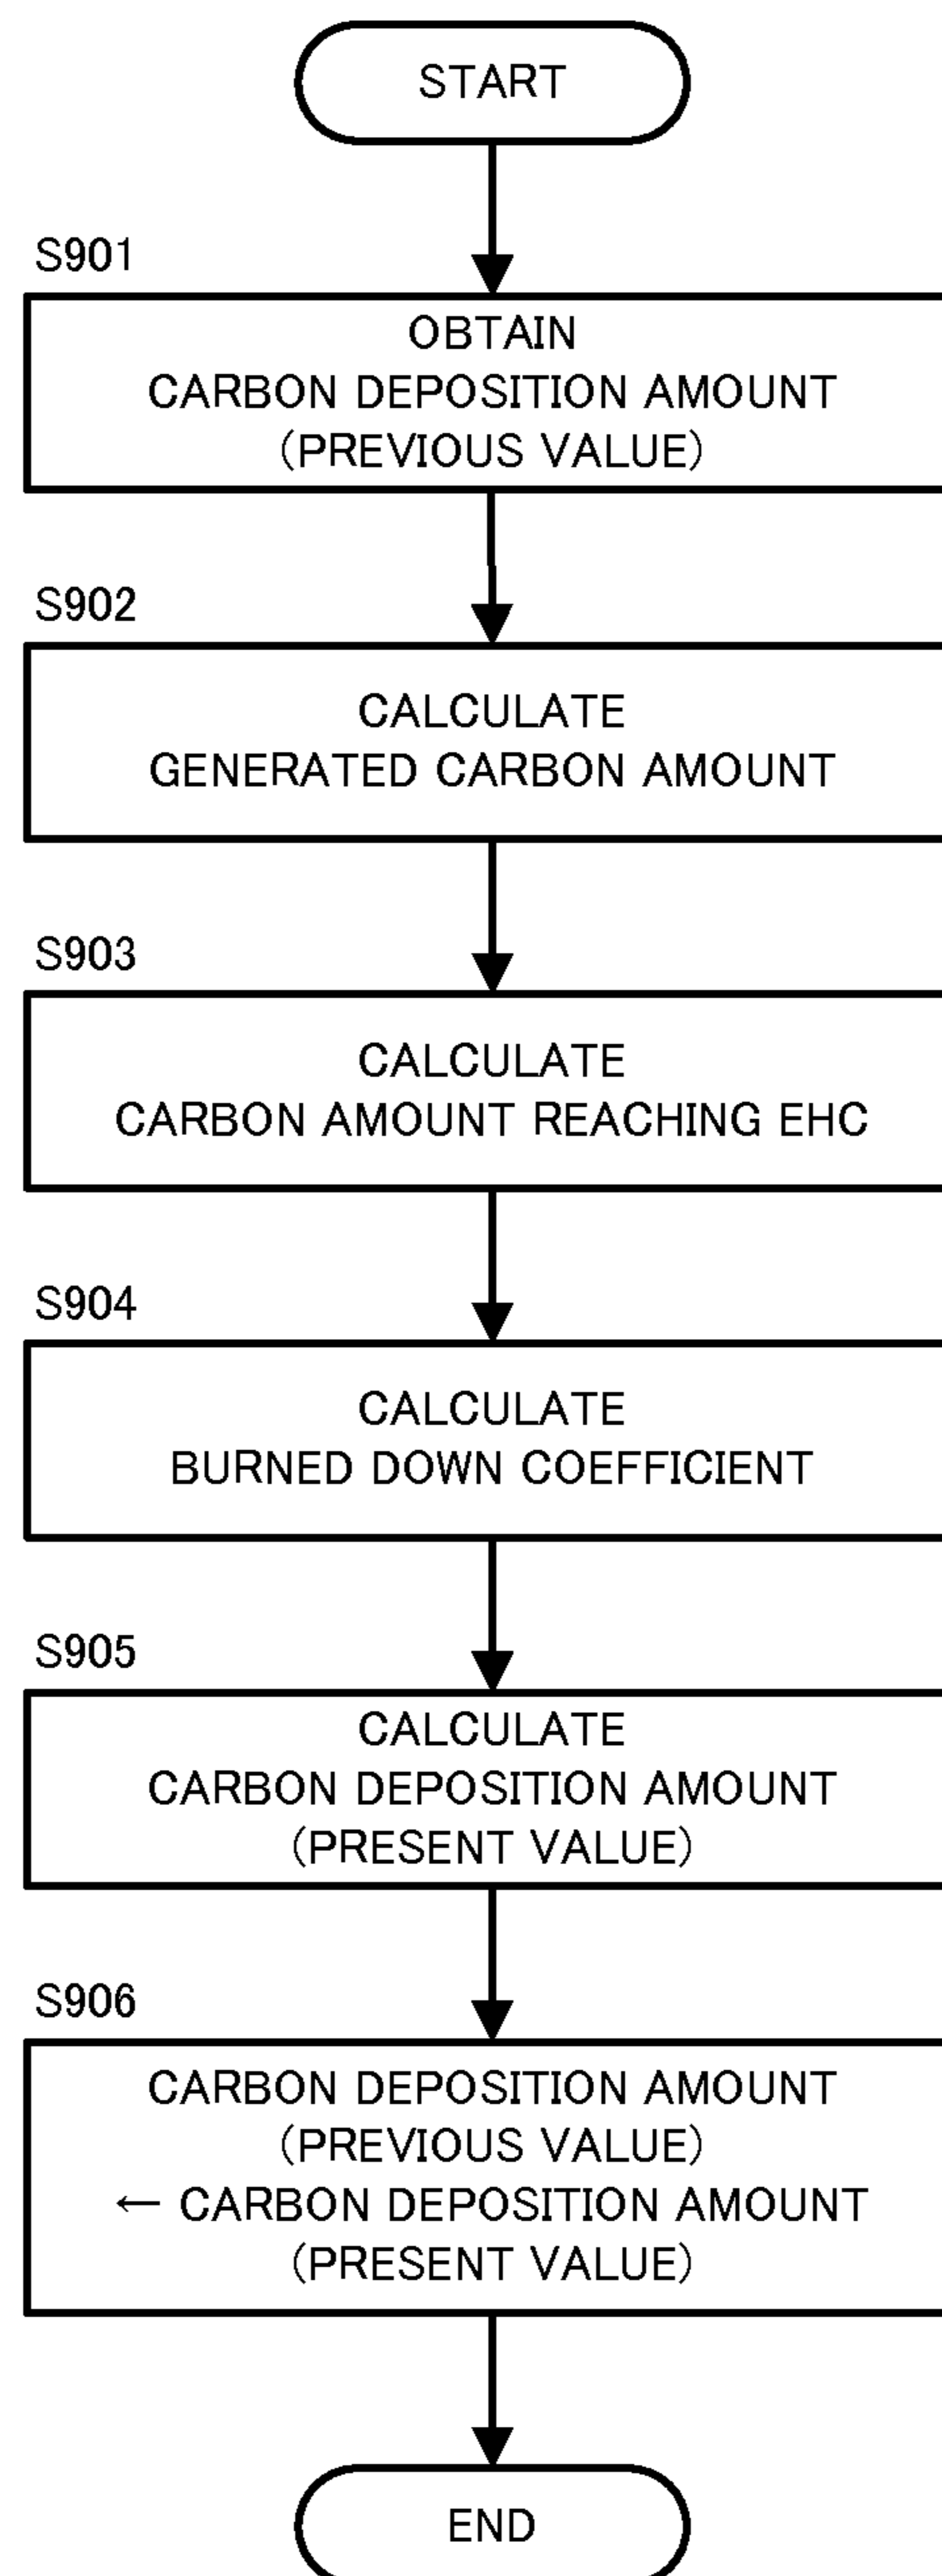 START
S901
OBTAIN
CARBON DEPOSITION AMOUNT
(PREVIOUS VALUE)
S902
CALCULATE
GENERATED CARBON AMOUNT
S903
CALCULATE
CARBON AMOUNT REACHING EHC
S904
CALCULATE
BURNED DOWN COEFFICIENT
S905
CALCULATE
CARBON DEPOSITION AMOUNT
(PRESENT VALUE)
S906
CARBON DEPOSITION AMOUNT
(PREVIOUS VALUE)
← CARBON DEPOSITION AMOUNT
(PRESENT VALUE)
END